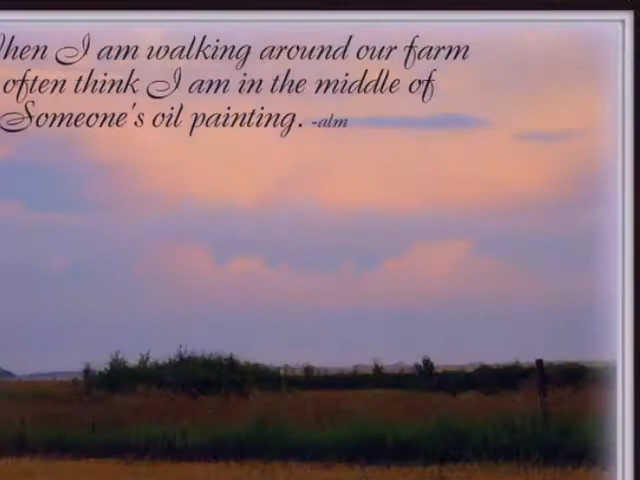 hen I am walking around our farm
often think I am in the middle of
Someone's oil painting. -alm